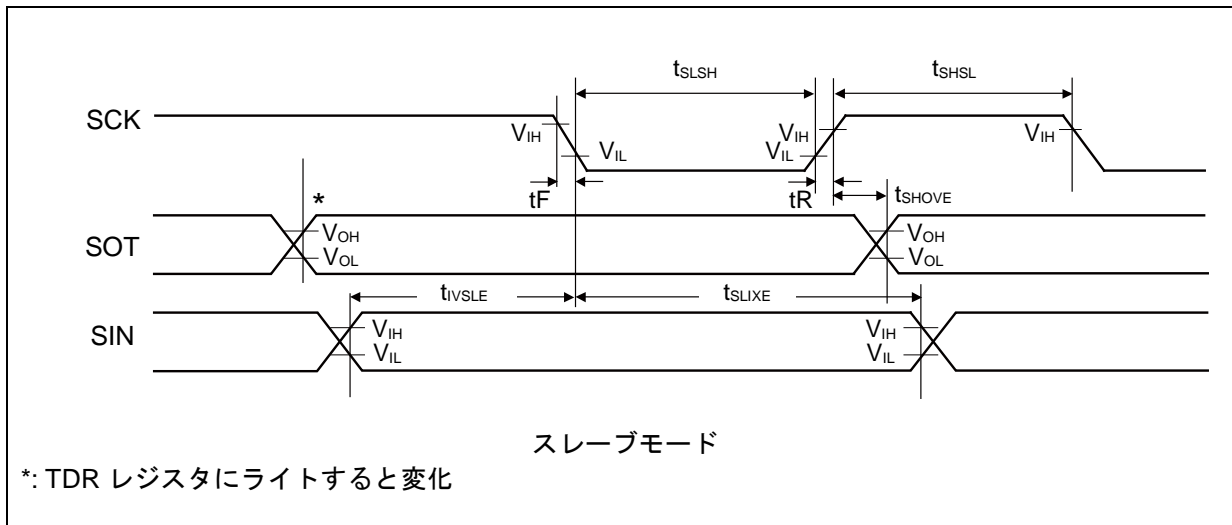 tSLSH tSHSL
SCK VIH VIL VIL VIH VIH
tF tR tSHOVE
*
SOT VOH VOL VOH VOL
tIVSLE tSLIXE
SIN VIH VIL VIH VIL
スレーブモード
*: TDR レジスタにライトすると変化